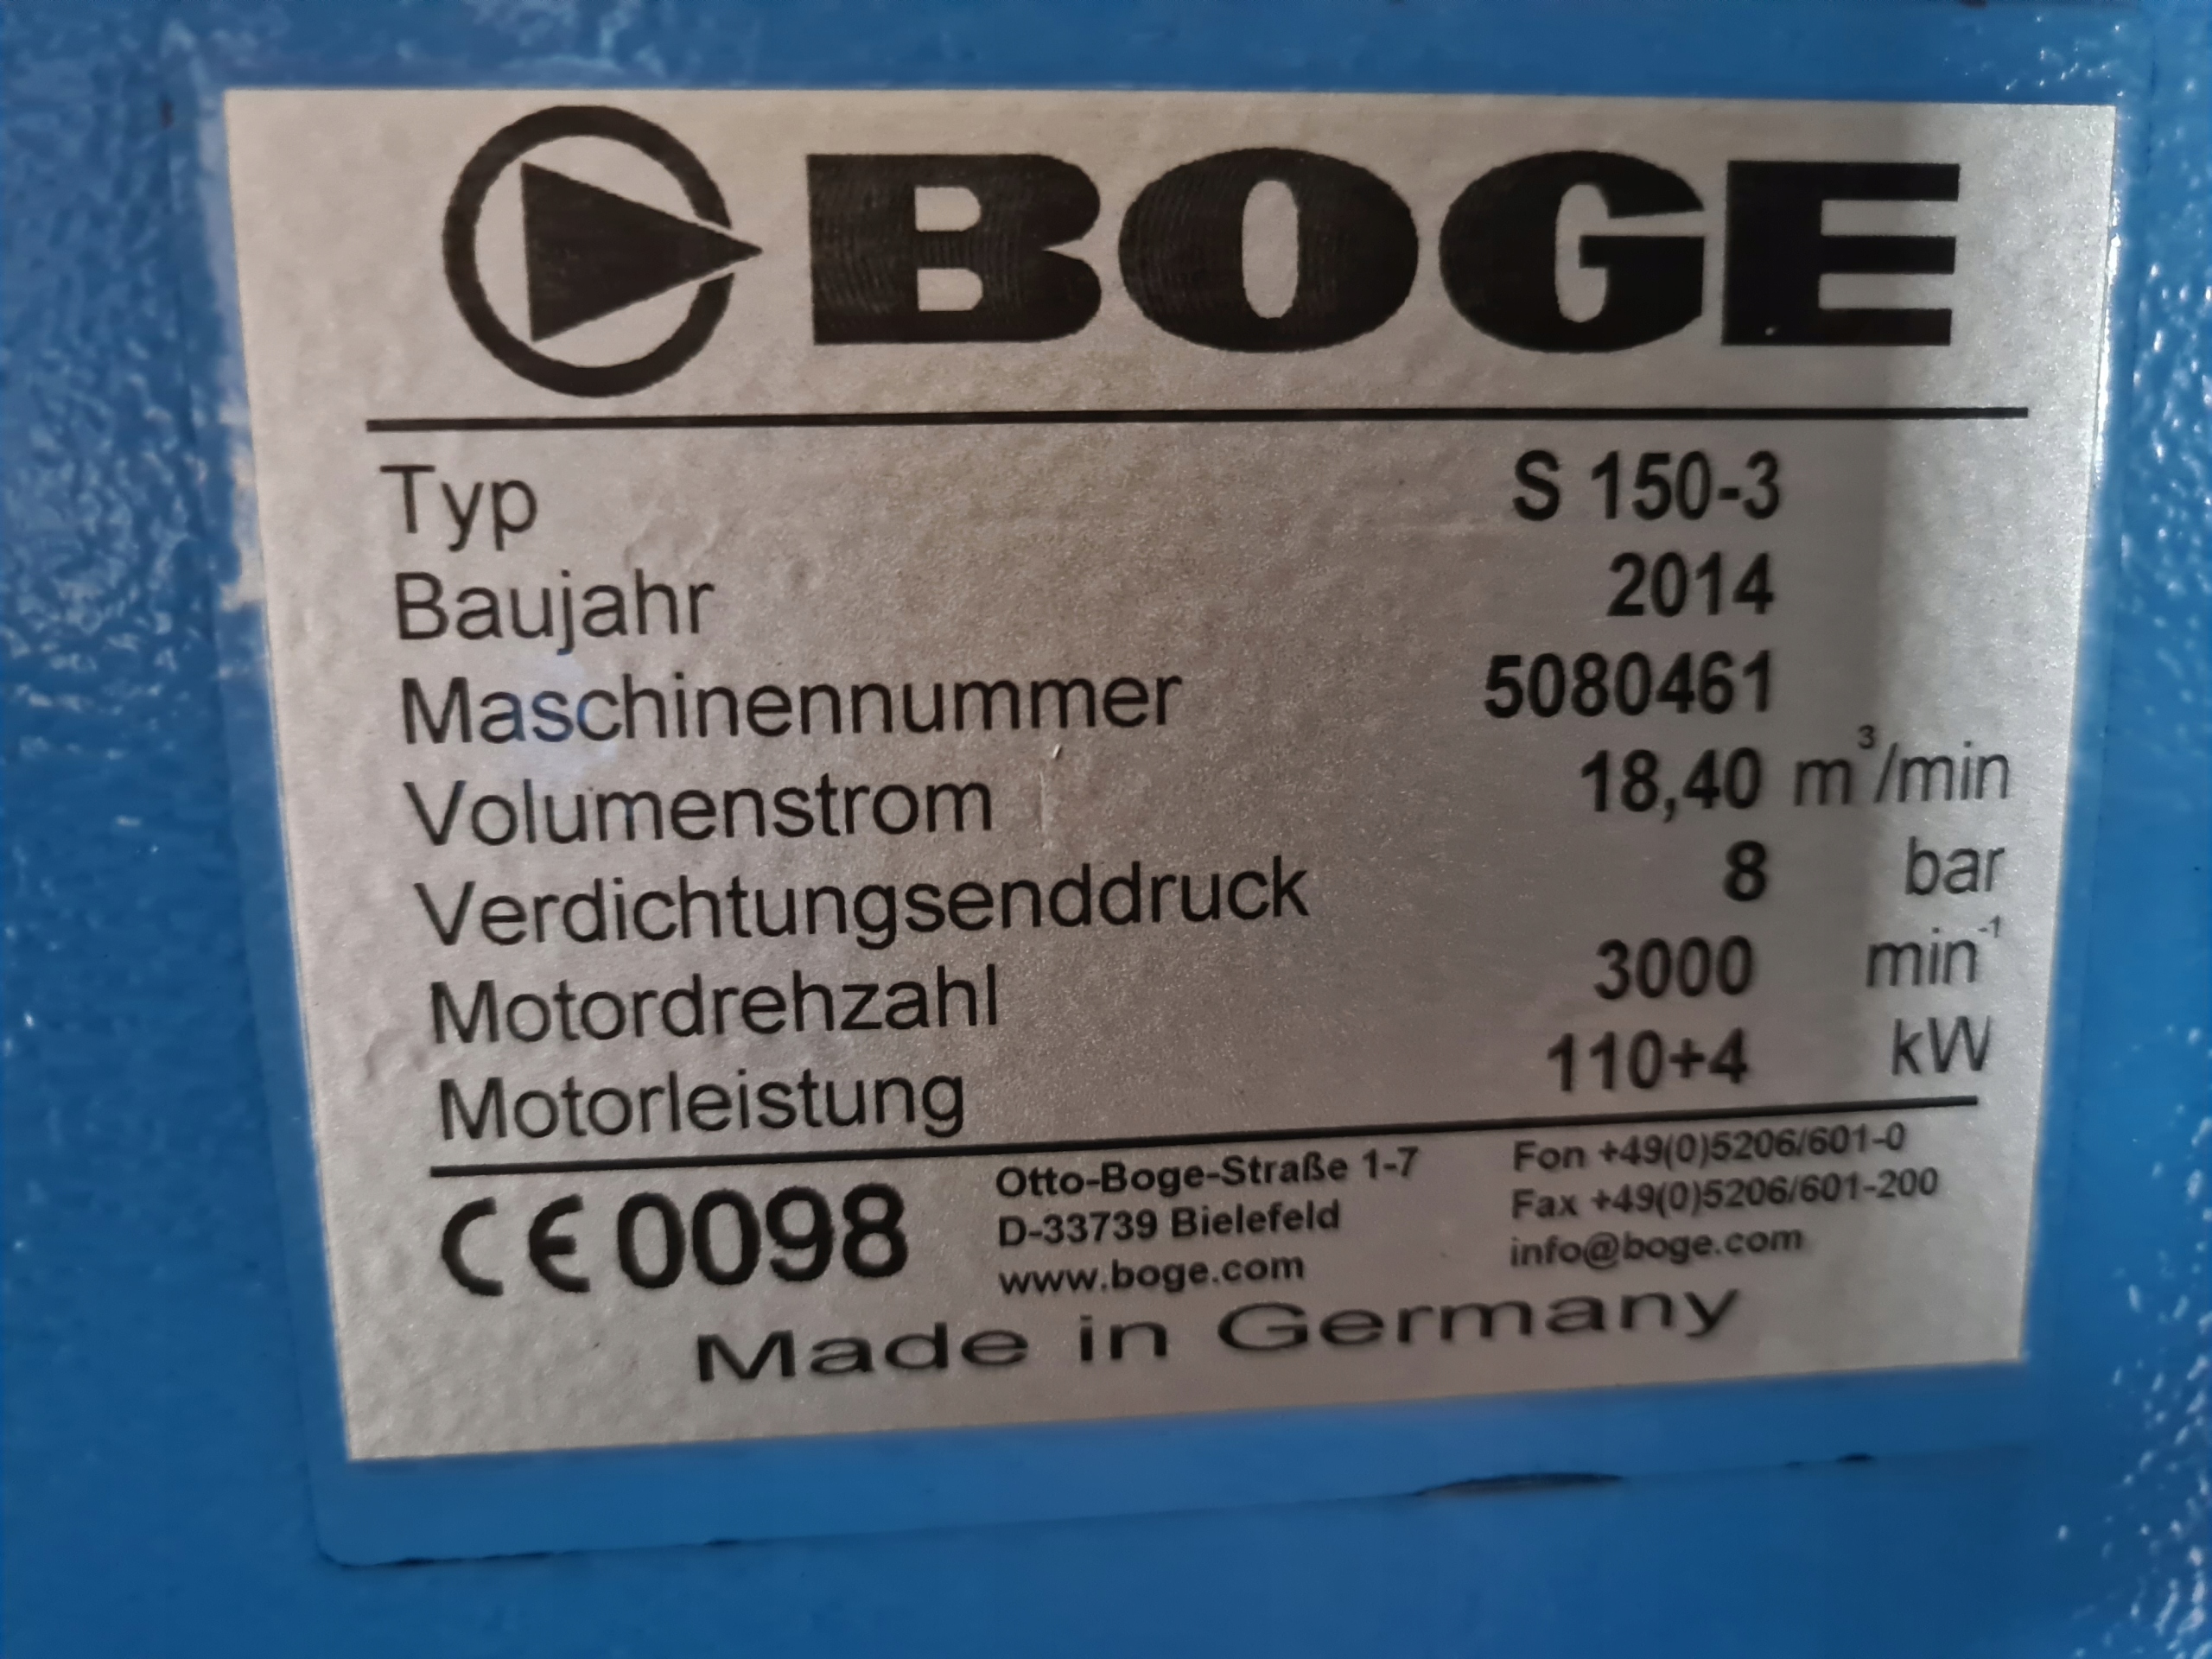 BOGE
Typ S 150-3
Baujahr 2014
Maschinennummer 5080461
Volumenstrom 18,40 m³/min
Verdichtungsenddruck 8 bar
Motordrehzahl 3000 min⁻¹
Motorleistung 110+4 kW
CE 0098
Otto-Boge-Straße 1-7
D-33739 Bielefeld
www.boge.com
Fon +49(0)5206/601-0
Fax +49(0)5206/601-200
info@boge.com
Made in Germany